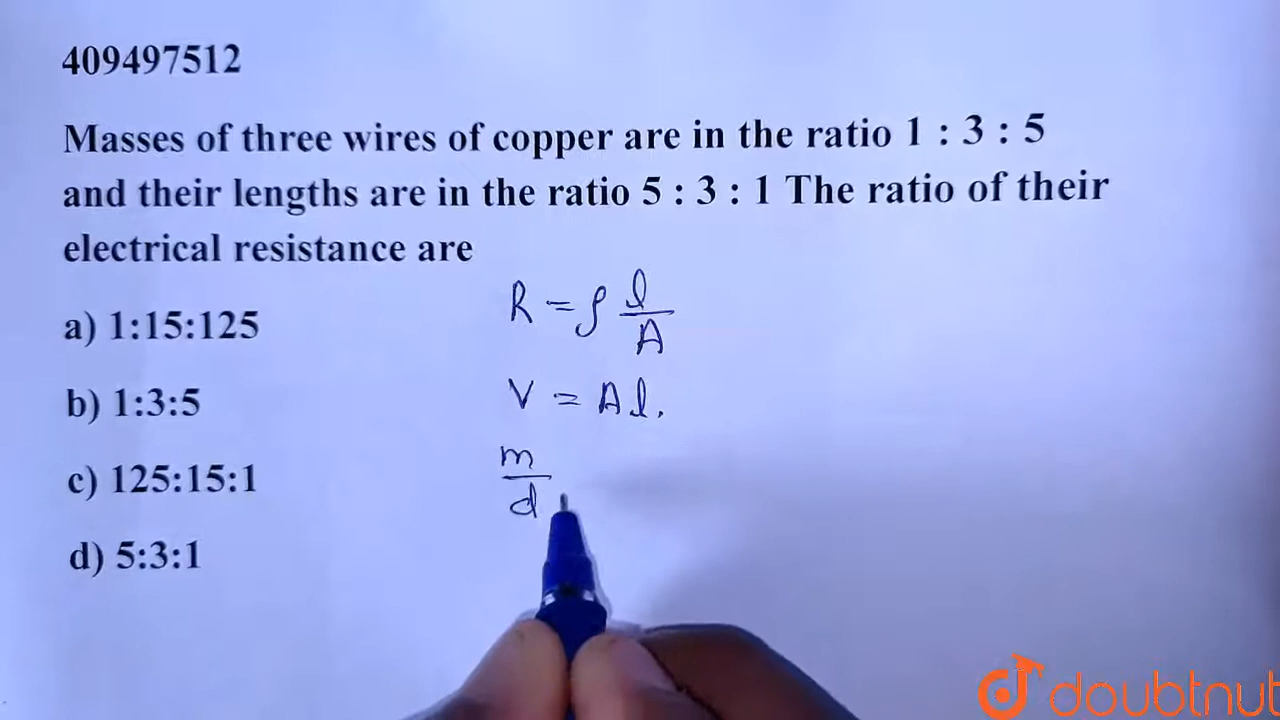 409497512
Masses of three wires of copper are in the ratio 1 : 3 : 5
and their lengths are in the ratio 5 : 3 : 1 The ratio of their
electrical resistance are
a) 1:15:125
b) 1:3:5
c) 125:15:1
d) 5:3:1
R = ρ l/A
V = Al.
m/d
doubtnut